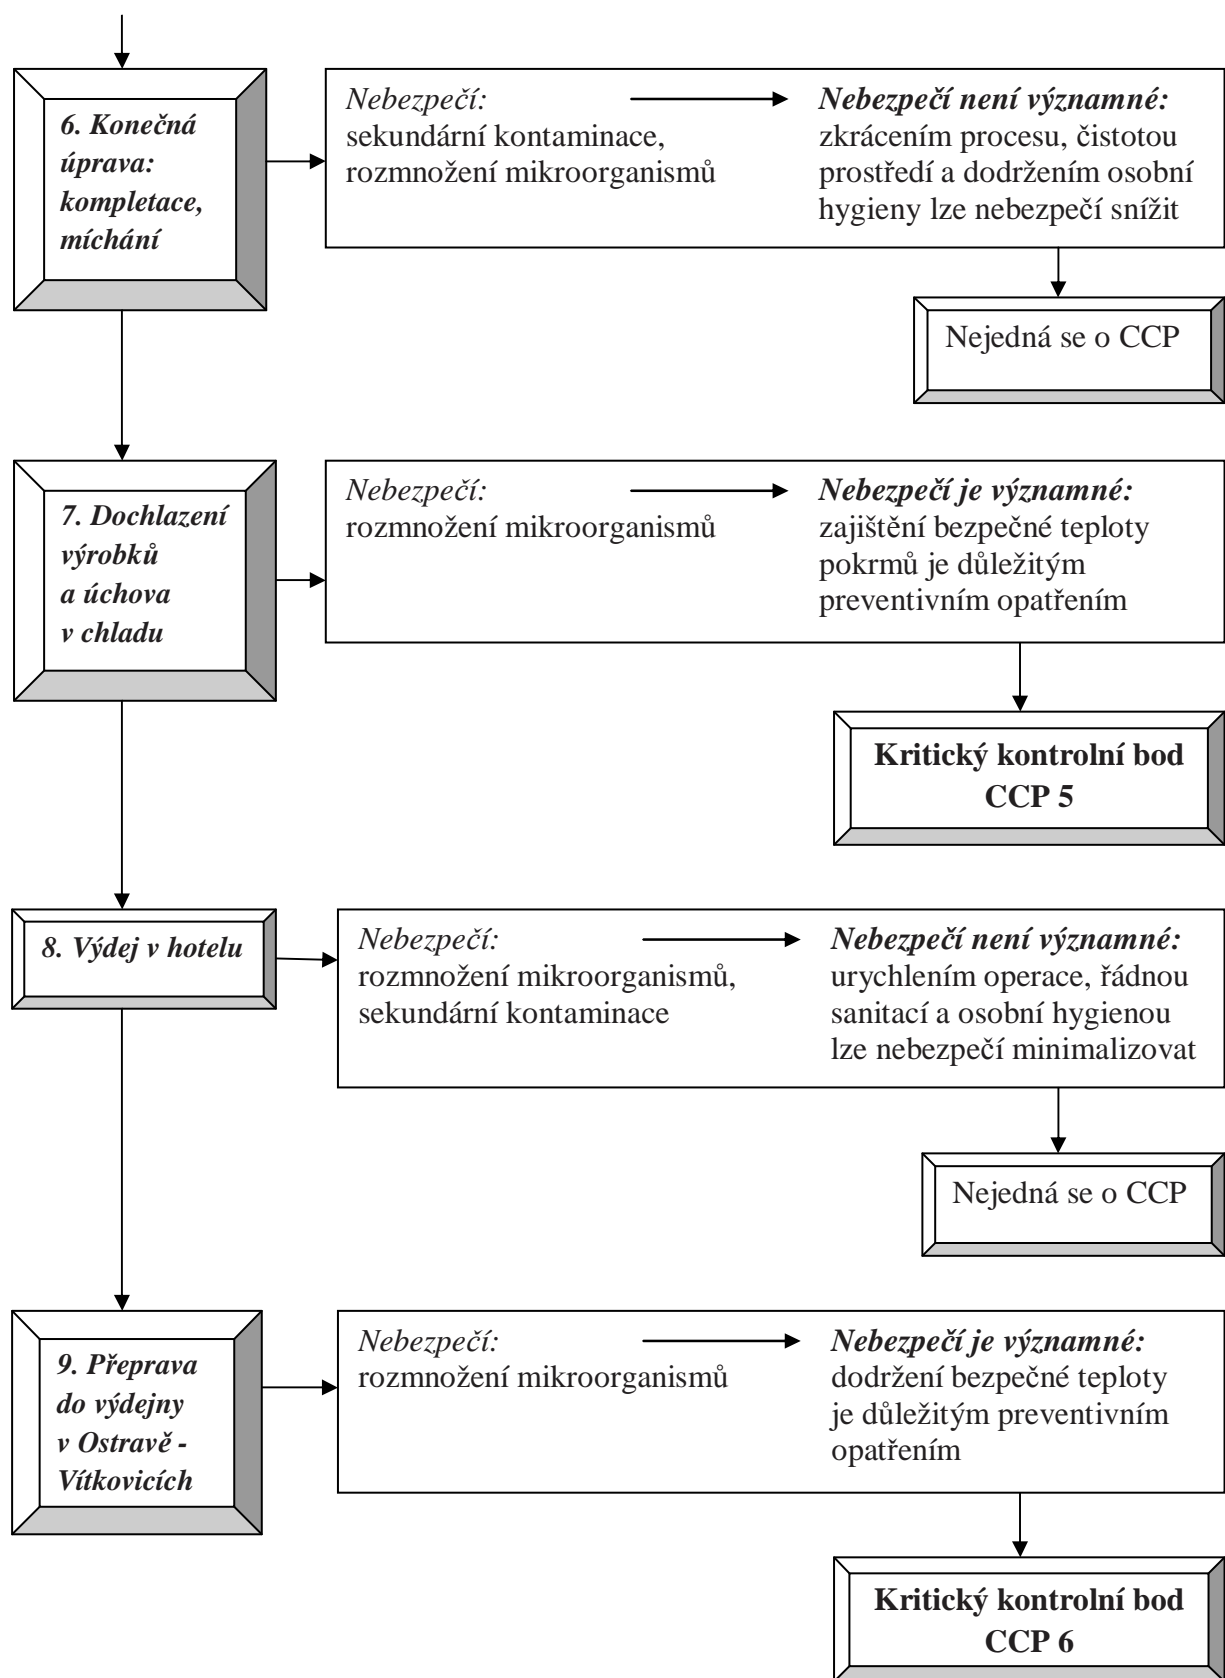 6. Konečná
úprava:
kompletace,
míchání
Nebezpečí:
sekundární kontaminace,
rozmnožení mikroorganismů
Nebezpečí není významné:
zkrácením procesu, čistotou
prostředí a dodržením osobní
hygieny lze nebezpečí snížit
Nejedná se o CCP
7. Dochlazení
výrobků
a úchova
v chladu
Nebezpečí:
rozmnožení mikroorganismů
Nebezpečí je významné:
zajištění bezpečné teploty
pokrmů je důležitým
preventivním opatřením
Kritický kontrolní bod
CCP 5
8. Výdej v hotelu
Nebezpečí:
rozmnožení mikroorganismů,
sekundární kontaminace
Nebezpečí není významné:
urychlením operace, řádnou
sanitací a osobní hygienou
lze nebezpečí minimalizovat
Nejedná se o CCP
9. Přeprava
do výdejny
v Ostravě -
Vítkovicích
Nebezpečí:
rozmnožení mikroorganismů
Nebezpečí je významné:
dodržení bezpečné teploty
je důležitým preventivním
opatřením
Kritický kontrolní bod
CCP 6